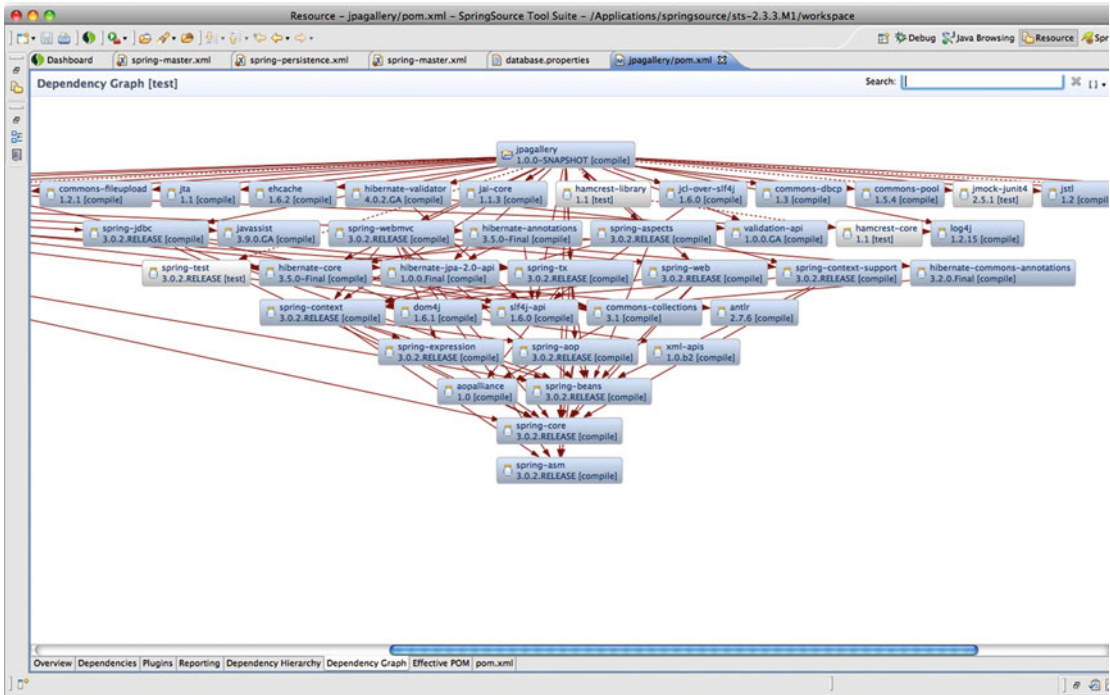 Resource - jpagallery/pom.xml - SpringSource Tool Suite - /Applications/springsource/sts-2.3.3.M1/workspace
Debug Java Browsing Resource Spr
Dashboard spring-master.xml spring-persistence.xml spring-master.xml database.properties jpagallery/pom.xml
Dependency Graph [test] Search:
jpagallery
1.0.0-SNAPSHOT [compile]
commons-fileupload
1.2.1 [compile]
jta
1.1 [compile]
ehcache
1.6.2 [compile]
hibernate-validator
4.0.2.GA [compile]
jai-core
1.1.3 [compile]
hamcrest-library
1.1 [test]
jcl-over-slf4j
1.6.0 [compile]
commons-dbcp
1.3 [compile]
commons-pool
1.5.4 [compile]
jmock-junit4
2.5.1 [test]
jstl
1.2 [compile]
spring-jdbc
3.0.2.RELEASE [compile]
javassist
3.9.0.GA [compile]
spring-webmvc
3.0.2.RELEASE [compile]
hibernate-annotations
3.5.0-Final [compile]
spring-aspects
3.0.2.RELEASE [compile]
validation-api
1.0.0.GA [compile]
hamcrest-core
1.1 [test]
log4j
1.2.15 [compile]
spring-test
3.0.2.RELEASE [test]
hibernate-core
3.5.0-Final [compile]
hibernate-jpa-2.0-api
1.0.0.Final [compile]
spring-tx
3.0.2.RELEASE [compile]
spring-web
3.0.2.RELEASE [compile]
spring-context-support
3.0.2.RELEASE [compile]
hibernate-commons-annotations
3.2.0.Final [compile]
spring-context
3.0.2.RELEASE [compile]
dom4j
1.6.1 [compile]
slf4j-api
1.6.0 [compile]
commons-collections
3.1 [compile]
antlr
2.7.6 [compile]
spring-expression
3.0.2.RELEASE [compile]
spring-aop
3.0.2.RELEASE [compile]
xml-apis
1.0.b2 [compile]
aopalliance
1.0 [compile]
spring-beans
3.0.2.RELEASE [compile]
spring-core
3.0.2.RELEASE [compile]
spring-asm
3.0.2.RELEASE [compile]
Overview Dependencies Plugins Reporting Dependency Hierarchy Dependency Graph Effective POM pom.xml